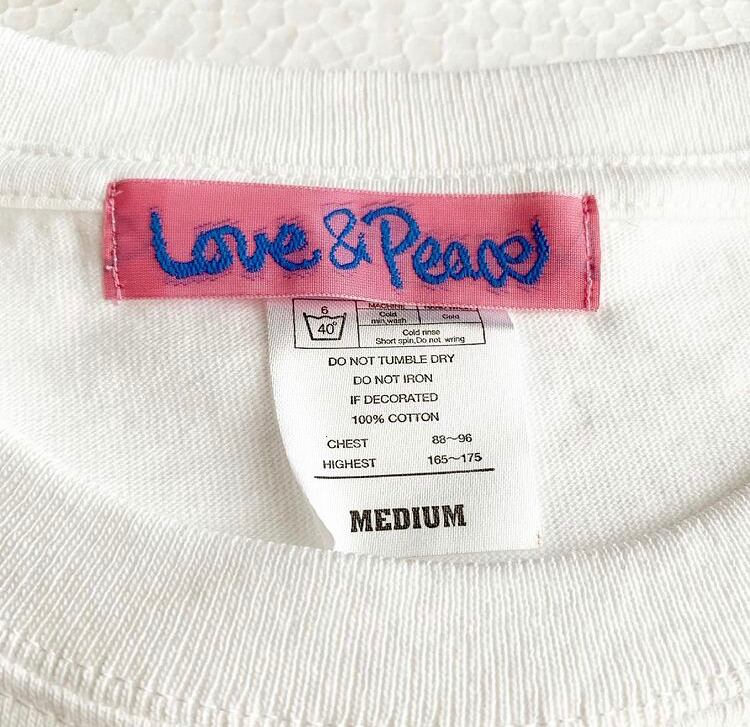 Love & Peace
6
40°
MACHINE
Cold
min,wash
Cold
Cold rinse
Short spin,Do not wring
DO NOT TUMBLE DRY
DO NOT IRON
IF DECORATED
100% COTTON
CHEST 88~96
HIGHEST 165~175
MEDIUM